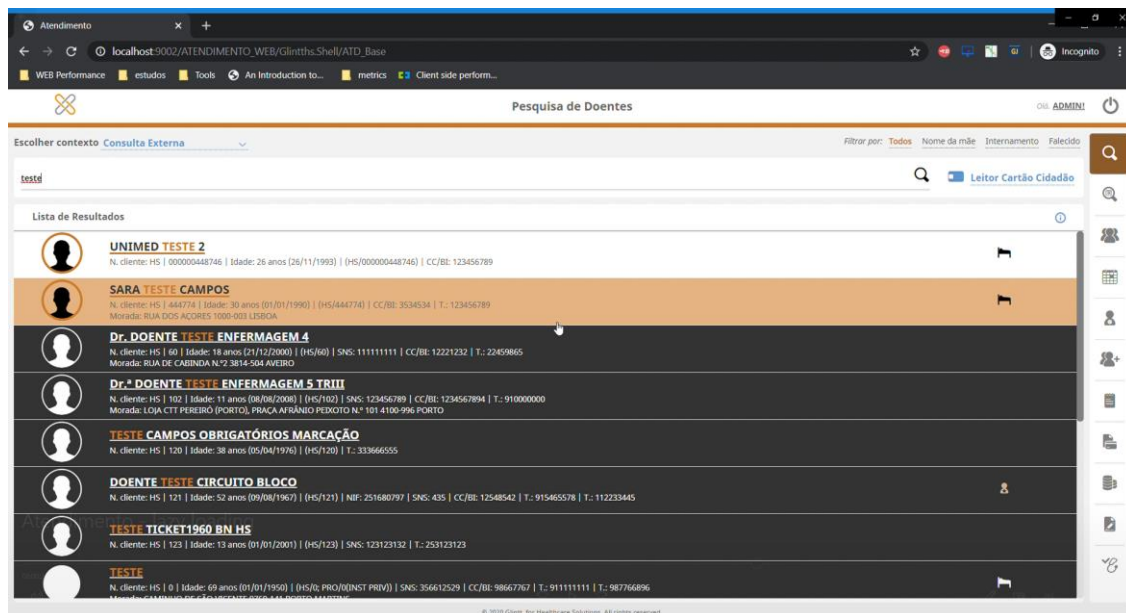 Atendimento
localhost:9002/ATENDIMENTO_WEB/Glintths.Shell/ATD_Base
Incognito
WEB Performance estudos Tools An Introduction to... metrics Client side perform...
Pesquisa de Doentes
Olá, ADMIN!
Escolher contexto Consulta Externa
Filtrar por: Todos Nome da mãe Internamento Falecido
teste
Leitor Cartão Cidadão
Lista de Resultados
UNIMED TESTE 2
N. cliente: HS | 000000448746 | Idade: 26 anos (26/11/1993) | (HS/000000448746) | CC/BI: 123456789
SARA TESTE CAMPOS
N. cliente: HS | 444774 | Idade: 30 anos (01/01/1990) | (HS/444774) | CC/BI: 3534534 | T.: 123456789
Morada: RUA DOS AÇORES 1000-003 LISBOA
Dr. DOENTE TESTE ENFERMAGEM 4
N. cliente: HS | 60 | Idade: 18 anos (21/12/2000) | (HS/60) | SNS: 111111111 | CC/BI: 12221232 | T.: 22459865
Morada: RUA DE CABINDA N.º2 3814-504 AVEIRO
Dr.ª DOENTE TESTE ENFERMAGEM 5 TRIII
N. cliente: HS | 102 | Idade: 11 anos (08/08/2008) | (HS/102) | SNS: 123456789 | CC/BI: 1234567894 | T.: 910000000
Morada: LOJA CTT PEREIRÓ (PORTO), PRAÇA AFRÂNIO PEIXOTO N.º 101 4100-996 PORTO
TESTE CAMPOS OBRIGATÓRIOS MARCAÇÃO
N. cliente: HS | 120 | Idade: 38 anos (05/04/1976) | (HS/120) | T.: 333666555
DOENTE TESTE CIRCUITO BLOCO
N. cliente: HS | 121 | Idade: 52 anos (09/08/1967) | (HS/121) | NIF: 251680797 | SNS: 435 | CC/BI: 12548542 | T.: 915465578 | T.: 112233445
TESTE TICKET1960 BN HS
N. cliente: HS | 123 | Idade: 13 anos (01/01/2001) | (HS/123) | SNS: 123123132 | T.: 253123123
TESTE
N. cliente: HS | 0 | Idade: 69 anos (01/01/1950) | (HS/0; PRO/0(INST PRIV)) | SNS: 356612529 | CC/BI: 98667767 | T.: 911111111 | T.: 987766896
© 2020 Glintt, for Healthcare Solutions. All rights reserved.